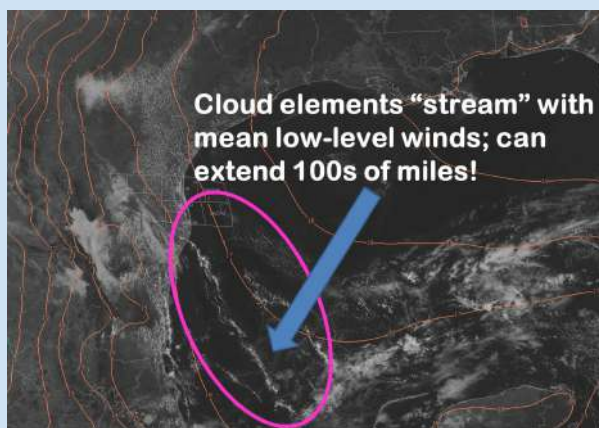 Cloud elements “stream” with
mean low-level winds; can
extend 100s of miles!